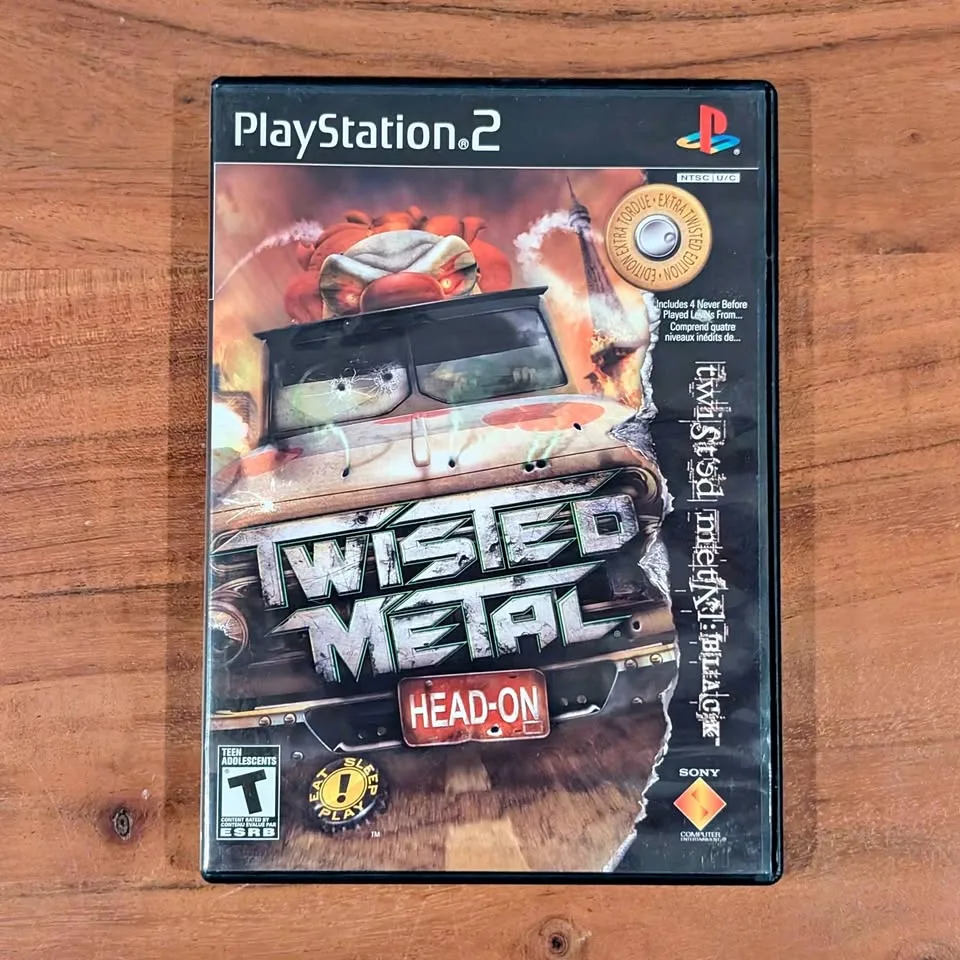 PlayStation®2
NTSC U/C
EXTRA TWISTED EDITION • ÉDITION EXTRA TORDUE •
Includes 4 Never Before
Played Levels From...
Comprend quatre
niveaux inédits de...
twisted metal: BLACK™
TWISTED
METAL
HEAD-ON
TEEN
ADOLESCENTS
T
CONTENT RATED BY
CONTENU ÉVALUÉ PAR
ESRB
EAT SLEEP
PLAY
™
SONY
COMPUTER
ENTERTAINMENT®